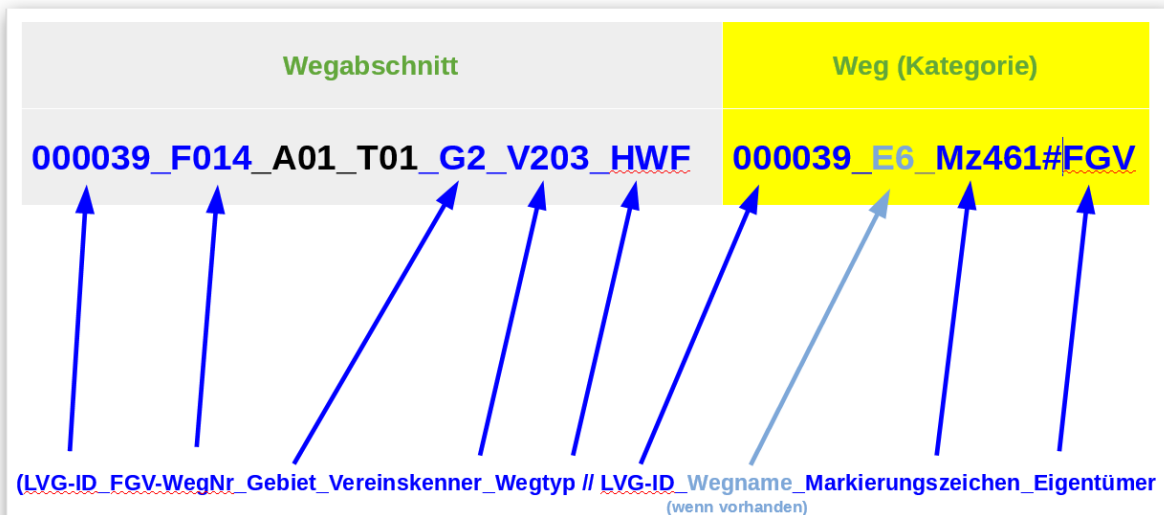 Wegabschnitt Weg (Kategorie)
000039_F014_A01_T01_G2_V203_HWF 000039_E6_Mz461#FGV
(LVG-ID_FGV-WegNr_Gebiet_Vereinskenner_Wegtyp // LVG-ID_Wegname_Markierungszeichen_Eigentümer
(wenn vorhanden)